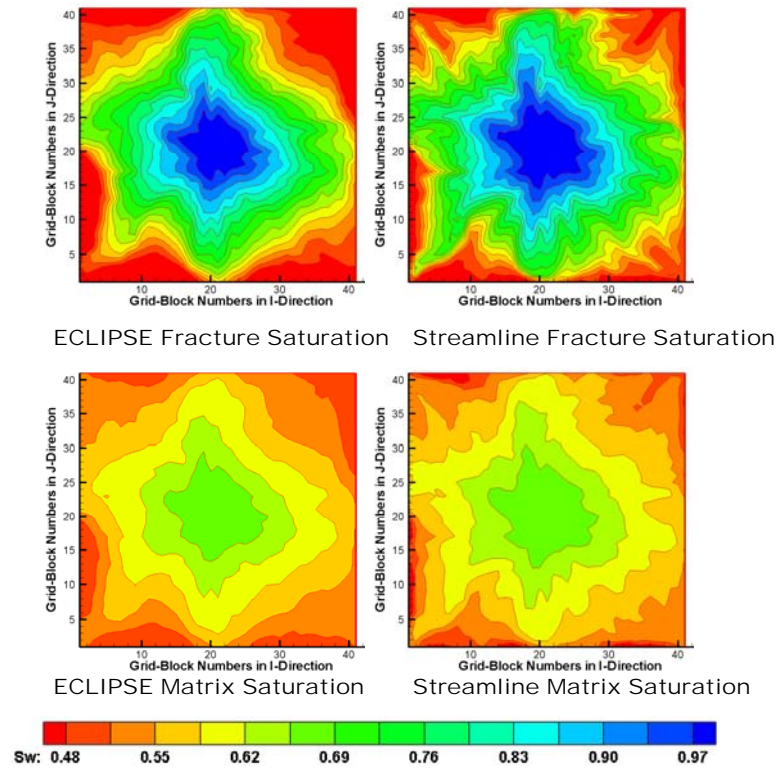 40
35
30
25
20
15
10
5
Grid-Block Numbers in J-Direction
10 20 30 40
Grid-Block Numbers in I-Direction
40
35
30
25
20
15
10
5
Grid-Block Numbers in J-Direction
10 20 30 40
Grid-Block Numbers in I-Direction
ECLIPSE Fracture Saturation
Streamline Fracture Saturation
40
35
30
25
20
15
10
5
Grid-Block Numbers in J-Direction
10 20 30 40
Grid-Block Numbers in I-Direction
40
35
30
25
20
15
10
5
Grid-Block Numbers in J-Direction
10 20 30 40
Grid-Block Numbers in I-Direction
ECLIPSE Matrix Saturation
Streamline Matrix Saturation
Sw: 0.48 0.55 0.62 0.69 0.76 0.83 0.90 0.97